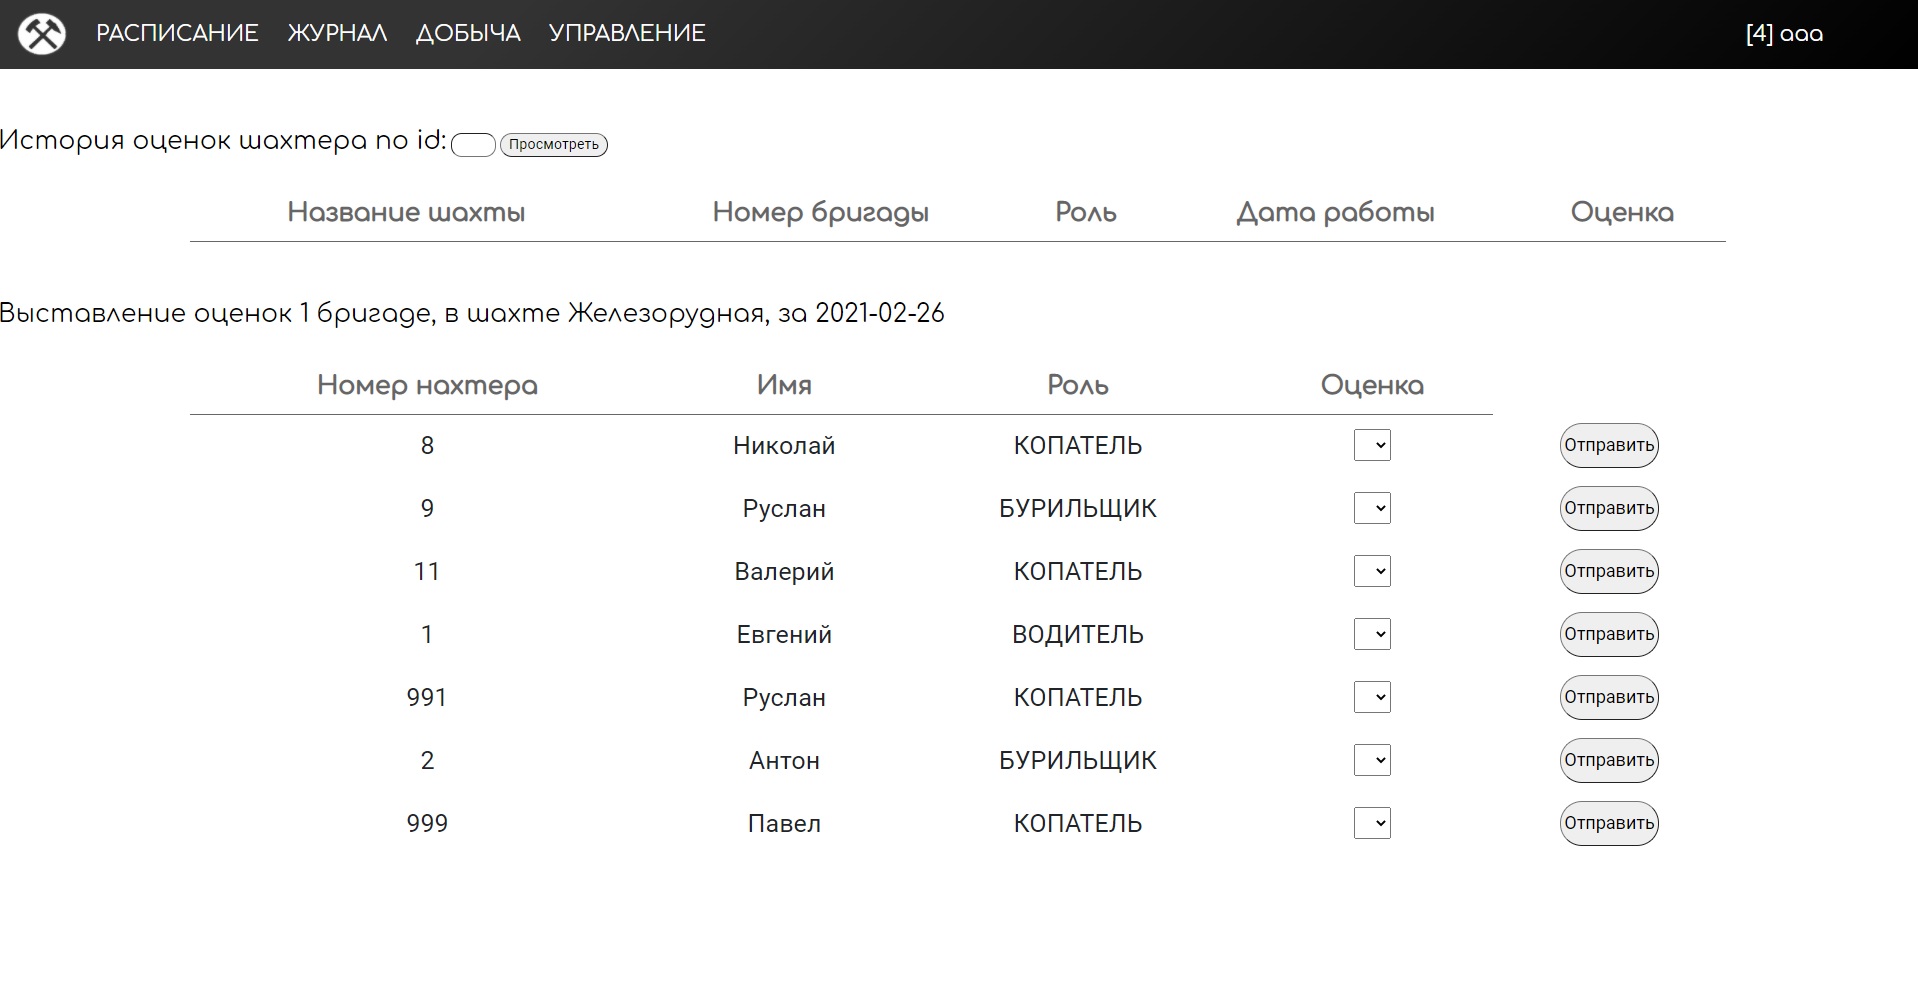 РАСПИСАНИЕ ЖУРНАЛ ДОБЫЧА УПРАВЛЕНИЕ [4] ааа
История оценок шахтера по id: Просмотреть
Название шахты Номер бригады Роль Дата работы Оценка
Выставление оценок 1 бригаде, в шахте Железорудная, за 2021-02-26
Номер нахтера Имя Роль Оценка
8 Николай КОПАТЕЛЬ Отправить
9 Руслан БУРИЛЬЩИК Отправить
11 Валерий КОПАТЕЛЬ Отправить
1 Евгений ВОДИТЕЛЬ Отправить
991 Руслан КОПАТЕЛЬ Отправить
2 Антон БУРИЛЬЩИК Отправить
999 Павел КОПАТЕЛЬ Отправить